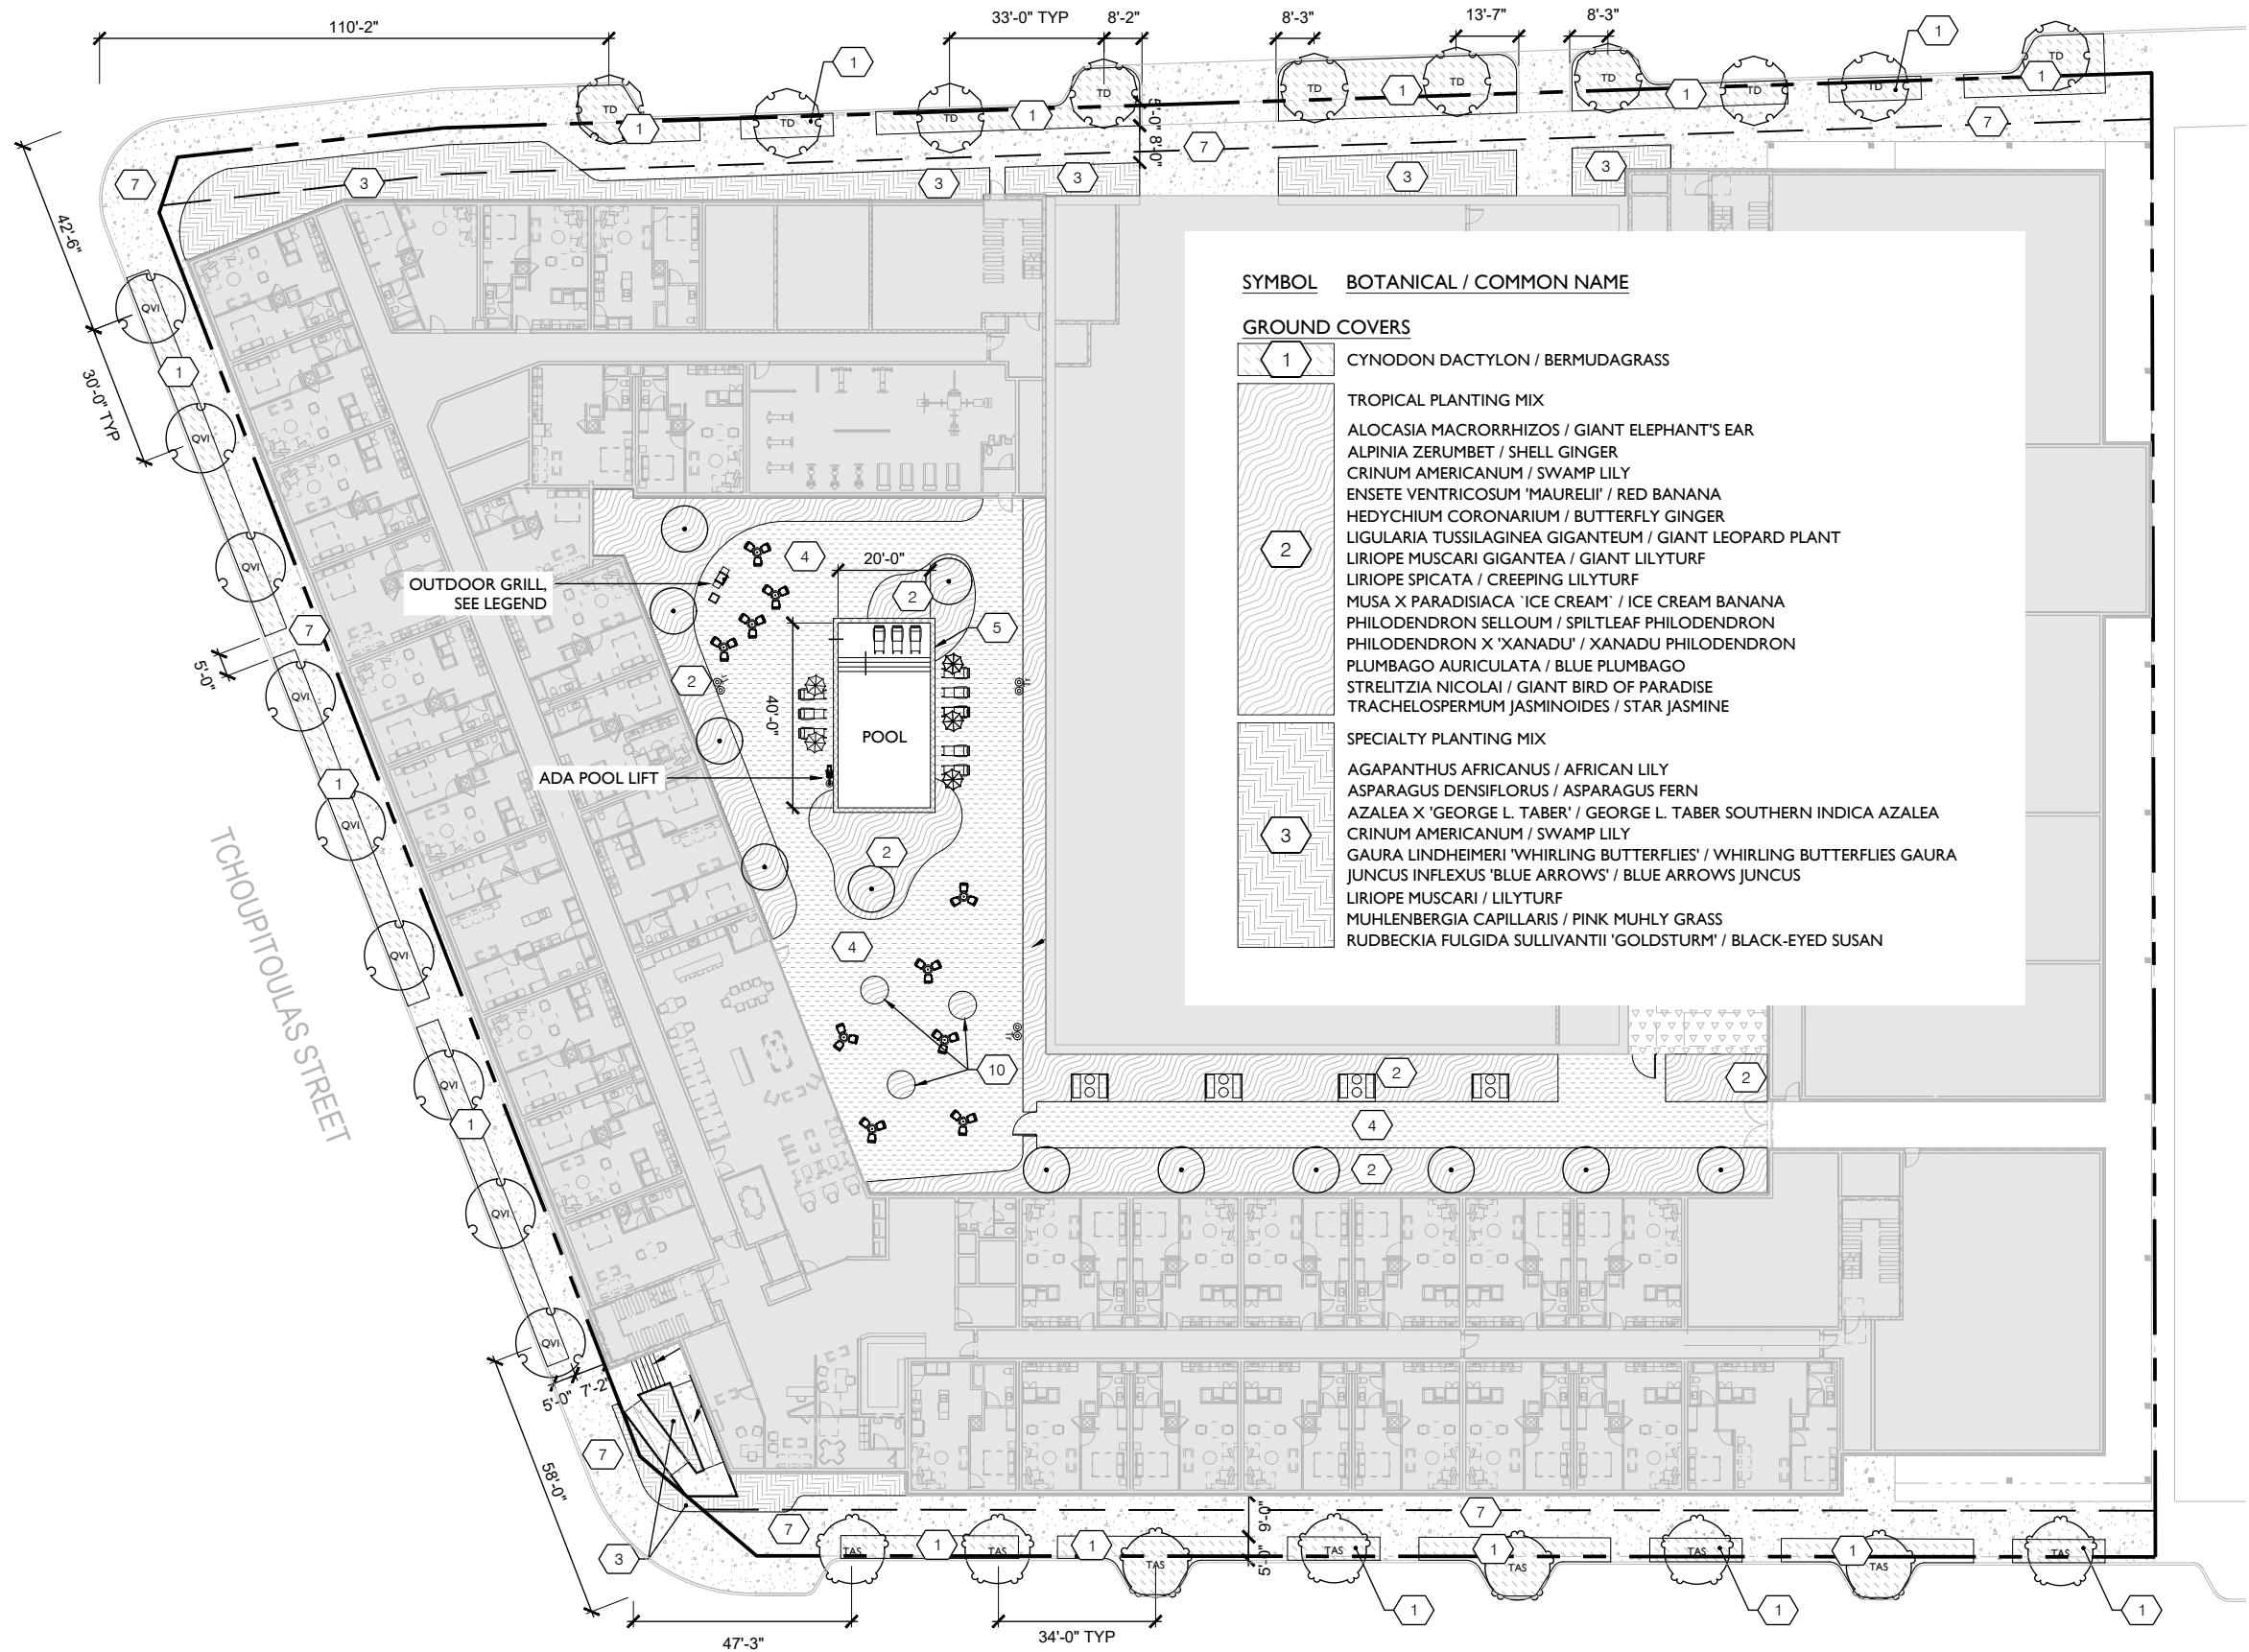 110'-2"
33'-0" TYP
8'-2"
8'-3"
13'-7"
8'-3"
1
1
TD
TD
TD
TD
TD
TD
TD
TD
TD
TD
1
1
1
1
1
5'-0"
8'-0"
7
7
7
3
3
3
3
3
42'-6"
30'-0" TYP
5'-0"
QVI
1
QVI
QVI
7
QVI
1
QVI
QVI
QVI
1
QVI
QVI
TCHOUPITOULAS STREET
SYMBOL BOTANICAL / COMMON NAME
GROUND COVERS
1 CYNODON DACTYLON / BERMUDAGRASS
TROPICAL PLANTING MIX
ALOCASIA MACRORRHIZOS / GIANT ELEPHANT'S EAR
ALPINIA ZERUMBET / SHELL GINGER
CRINUM AMERICANUM / SWAMP LILY
ENSETE VENTRICOSUM 'MAURELII' / RED BANANA
HEDYCHIUM CORONARIUM / BUTTERFLY GINGER
LIGULARIA TUSSILAGINEA GIGANTEUM / GIANT LEOPARD PLANT
2
LIRIOPE MUSCARI GIGANTEA / GIANT LILYTURF
LIRIOPE SPICATA / CREEPING LILYTURF
MUSA X PARADISIACA `ICE CREAM` / ICE CREAM BANANA
PHILODENDRON SELLOUM / SPILTLEAF PHILODENDRON
PHILODENDRON X 'XANADU' / XANADU PHILODENDRON
PLUMBAGO AURICULATA / BLUE PLUMBAGO
STRELITZIA NICOLAI / GIANT BIRD OF PARADISE
TRACHELOSPERMUM JASMINOIDES / STAR JASMINE
SPECIALTY PLANTING MIX
AGAPANTHUS AFRICANUS / AFRICAN LILY
ASPARAGUS DENSIFLORUS / ASPARAGUS FERN
AZALEA X 'GEORGE L. TABER' / GEORGE L. TABER SOUTHERN INDICA AZALEA
3 CRINUM AMERICANUM / SWAMP LILY
GAURA LINDHEIMERI 'WHIRLING BUTTERFLIES' / WHIRLING BUTTERFLIES GAURA
JUNCUS INFLEXUS 'BLUE ARROWS' / BLUE ARROWS JUNCUS
LIRIOPE MUSCARI / LILYTURF
MUHLENBERGIA CAPILLARIS / PINK MUHLY GRASS
RUDBECKIA FULGIDA SULLIVANTII 'GOLDSTURM' / BLACK-EYED SUSAN
4
20'-0"
OUTDOOR GRILL,
SEE LEGEND
2
5
2
40'-0"
POOL
ADA POOL LIFT
2
4
10
2
2
4
2
5'-0"
7'-2"
58'-0"
7
3
7
7
9'-0"
5'-0"
TAS
1
TAS
1
TAS
TAS
1
TAS
TAS
1
TAS
TAS
1
1
1
47'-3"
34'-0" TYP